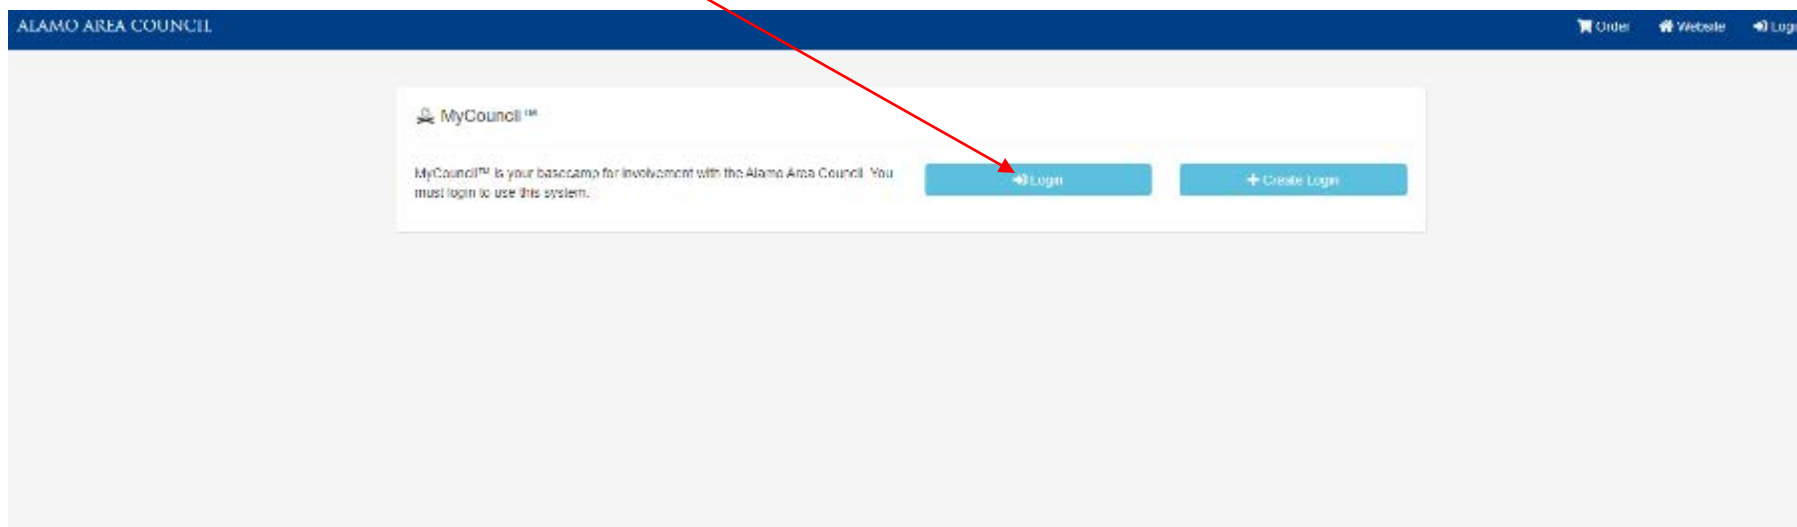 ALAMO AREA COUNCIL
Order
Website
Login
MyCouncil™
MyCouncil™ is your basecamp for involvement with the Alamo Area Council. You
must login to use this system.
Login
Create Login